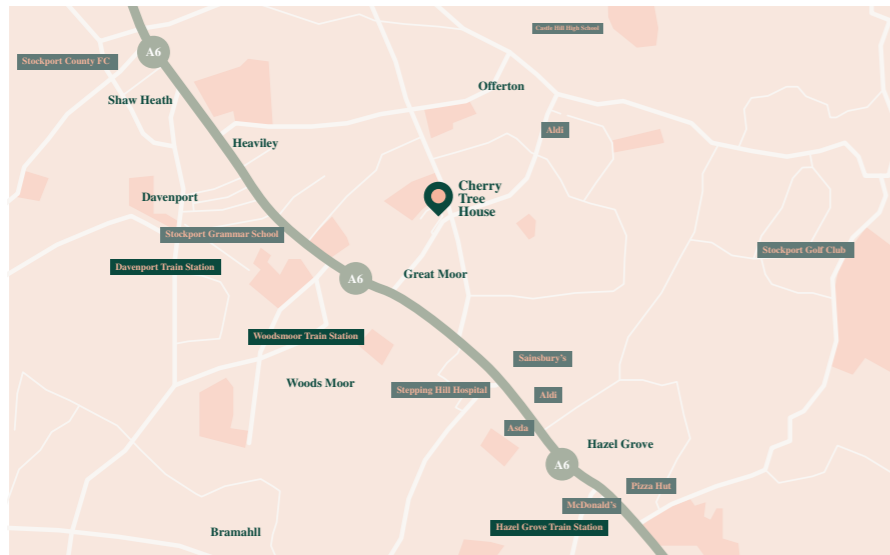 Castle Hill High School
A6
Stockport County FC
Offerton
Shaw Heath
Aldi
Heaviley
Cherry
Tree
House
Davenport
Stockport Grammar School
Stockport Golf Club
Davenport Train Station
Great Moor
A6
Woodsmoor Train Station
Sainsbury's
Woods Moor
Stepping Hill Hospital
Aldi
Asda
Hazel Grove
A6
Pizza Hut
McDonald's
Hazel Grove Train Station
Bramahll